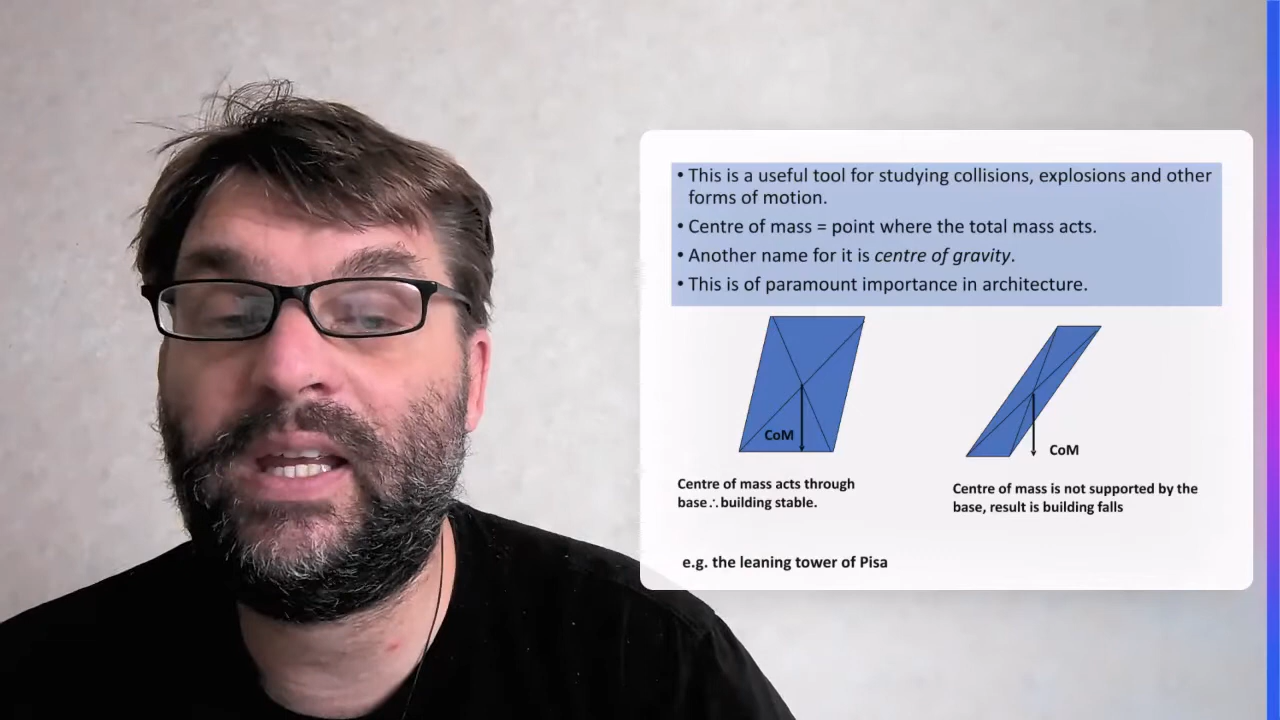 • This is a useful tool for studying collisions, explosions and other
forms of motion.
• Centre of mass = point where the total mass acts.
• Another name for it is centre of gravity.
• This is of paramount importance in architecture.
CoM
CoM
Centre of mass acts through
base∴building stable.
Centre of mass is not supported by the
base, result is building falls
e.g. the leaning tower of Pisa